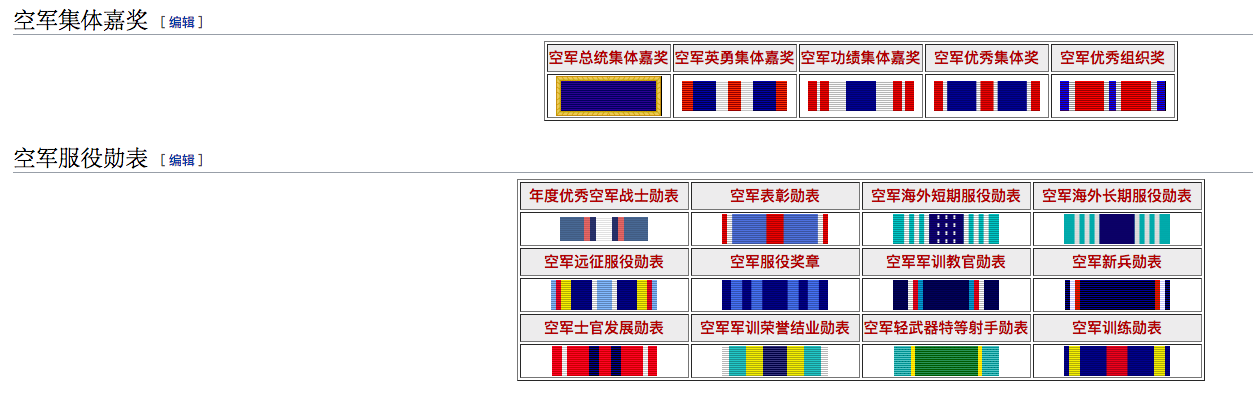 空军集体嘉奖 [编辑]
空军总统集体嘉奖 空军英勇集体嘉奖 空军功绩集体嘉奖 空军优秀集体奖 空军优秀组织奖
空军服役勋表 [编辑]
年度优秀空军战士勋表 空军表彰勋表 空军海外短期服役勋表 空军海外长期服役勋表
空军远征服役勋表 空军服役奖章 空军军训教官勋表 空军新兵勋表
空军士官发展勋表 空军军训荣誉结业勋表 空军轻武器特等射手勋表 空军训练勋表